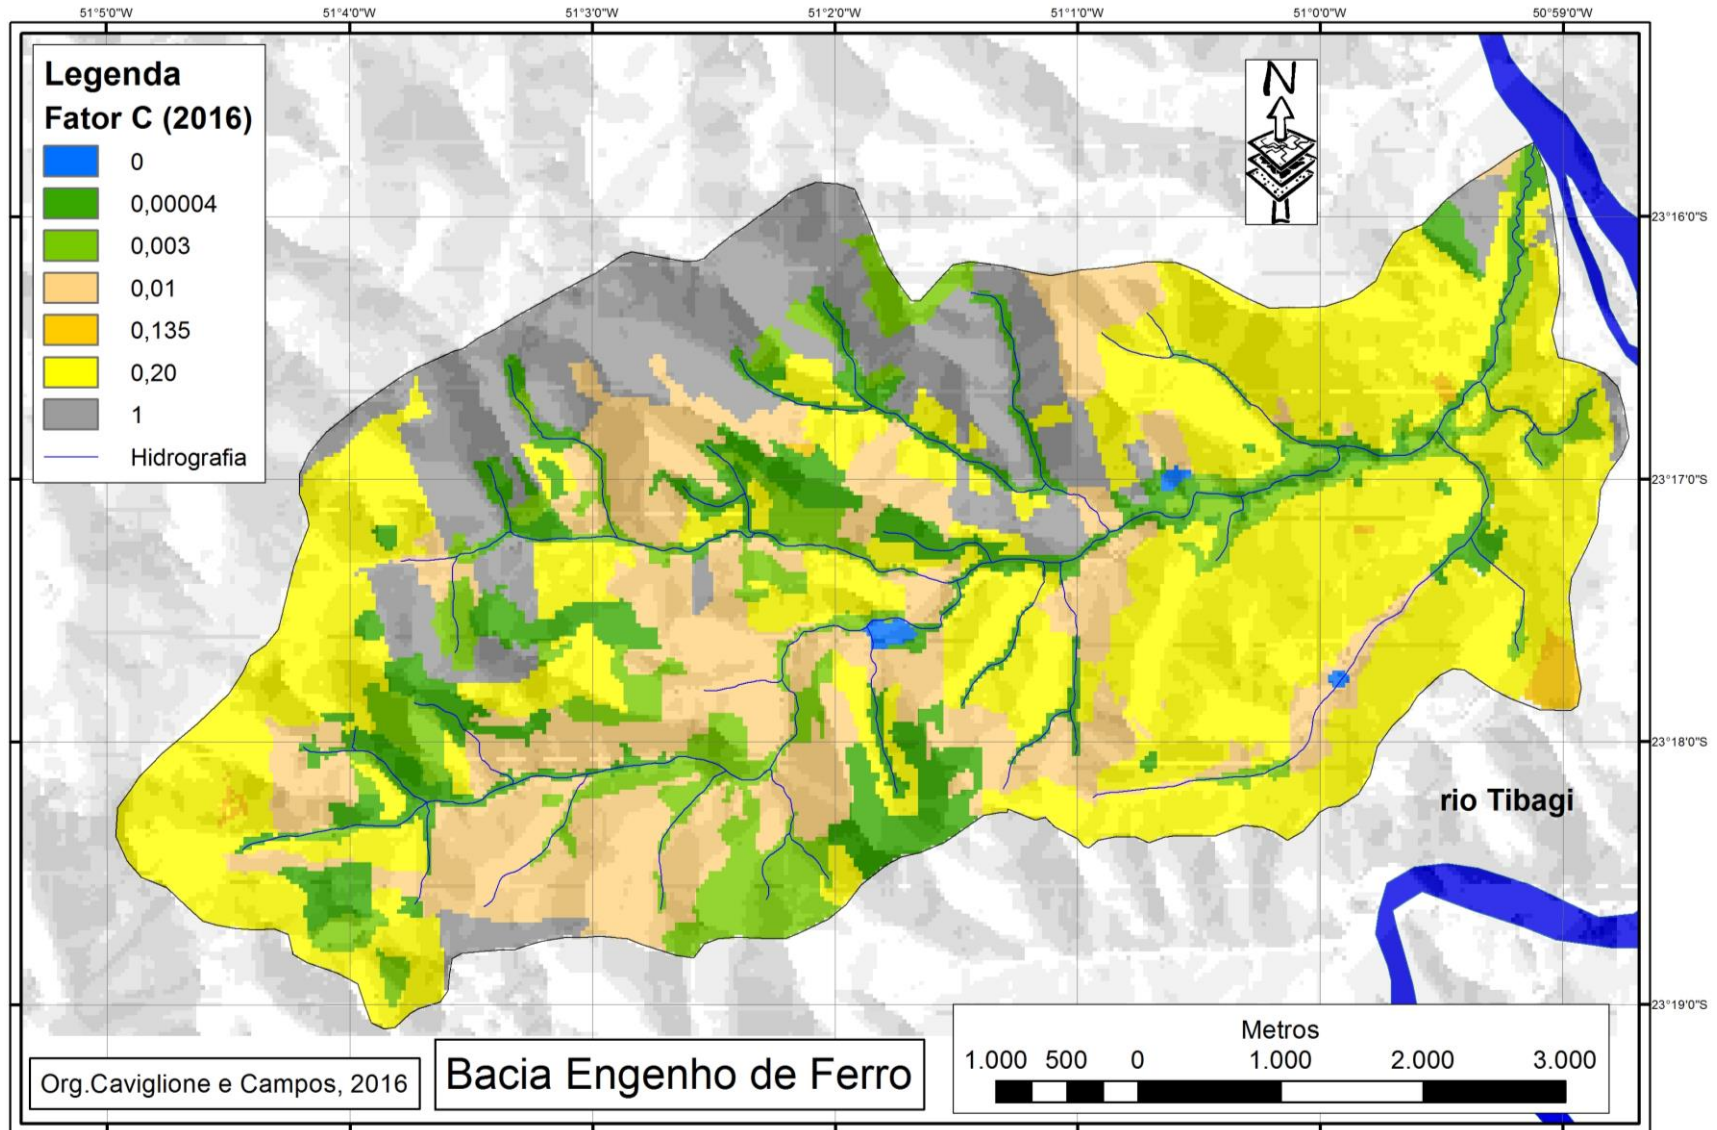 51°5'0"W 51°4'0"W 51°3'0"W 51°2'0"W 51°1'0"W 51°0'0"W 50°59'0"W
Legenda
Fator C (2016)
0
0,00004
0,003
0,01
0,135
0,20
1
Hidrografia
N
23°16'0"S
23°17'0"S
23°18'0"S
23°19'0"S
rio Tibagi
Metros
1.000 500 0 1.000 2.000 3.000
Bacia Engenho de Ferro
Org.Caviglione e Campos, 2016